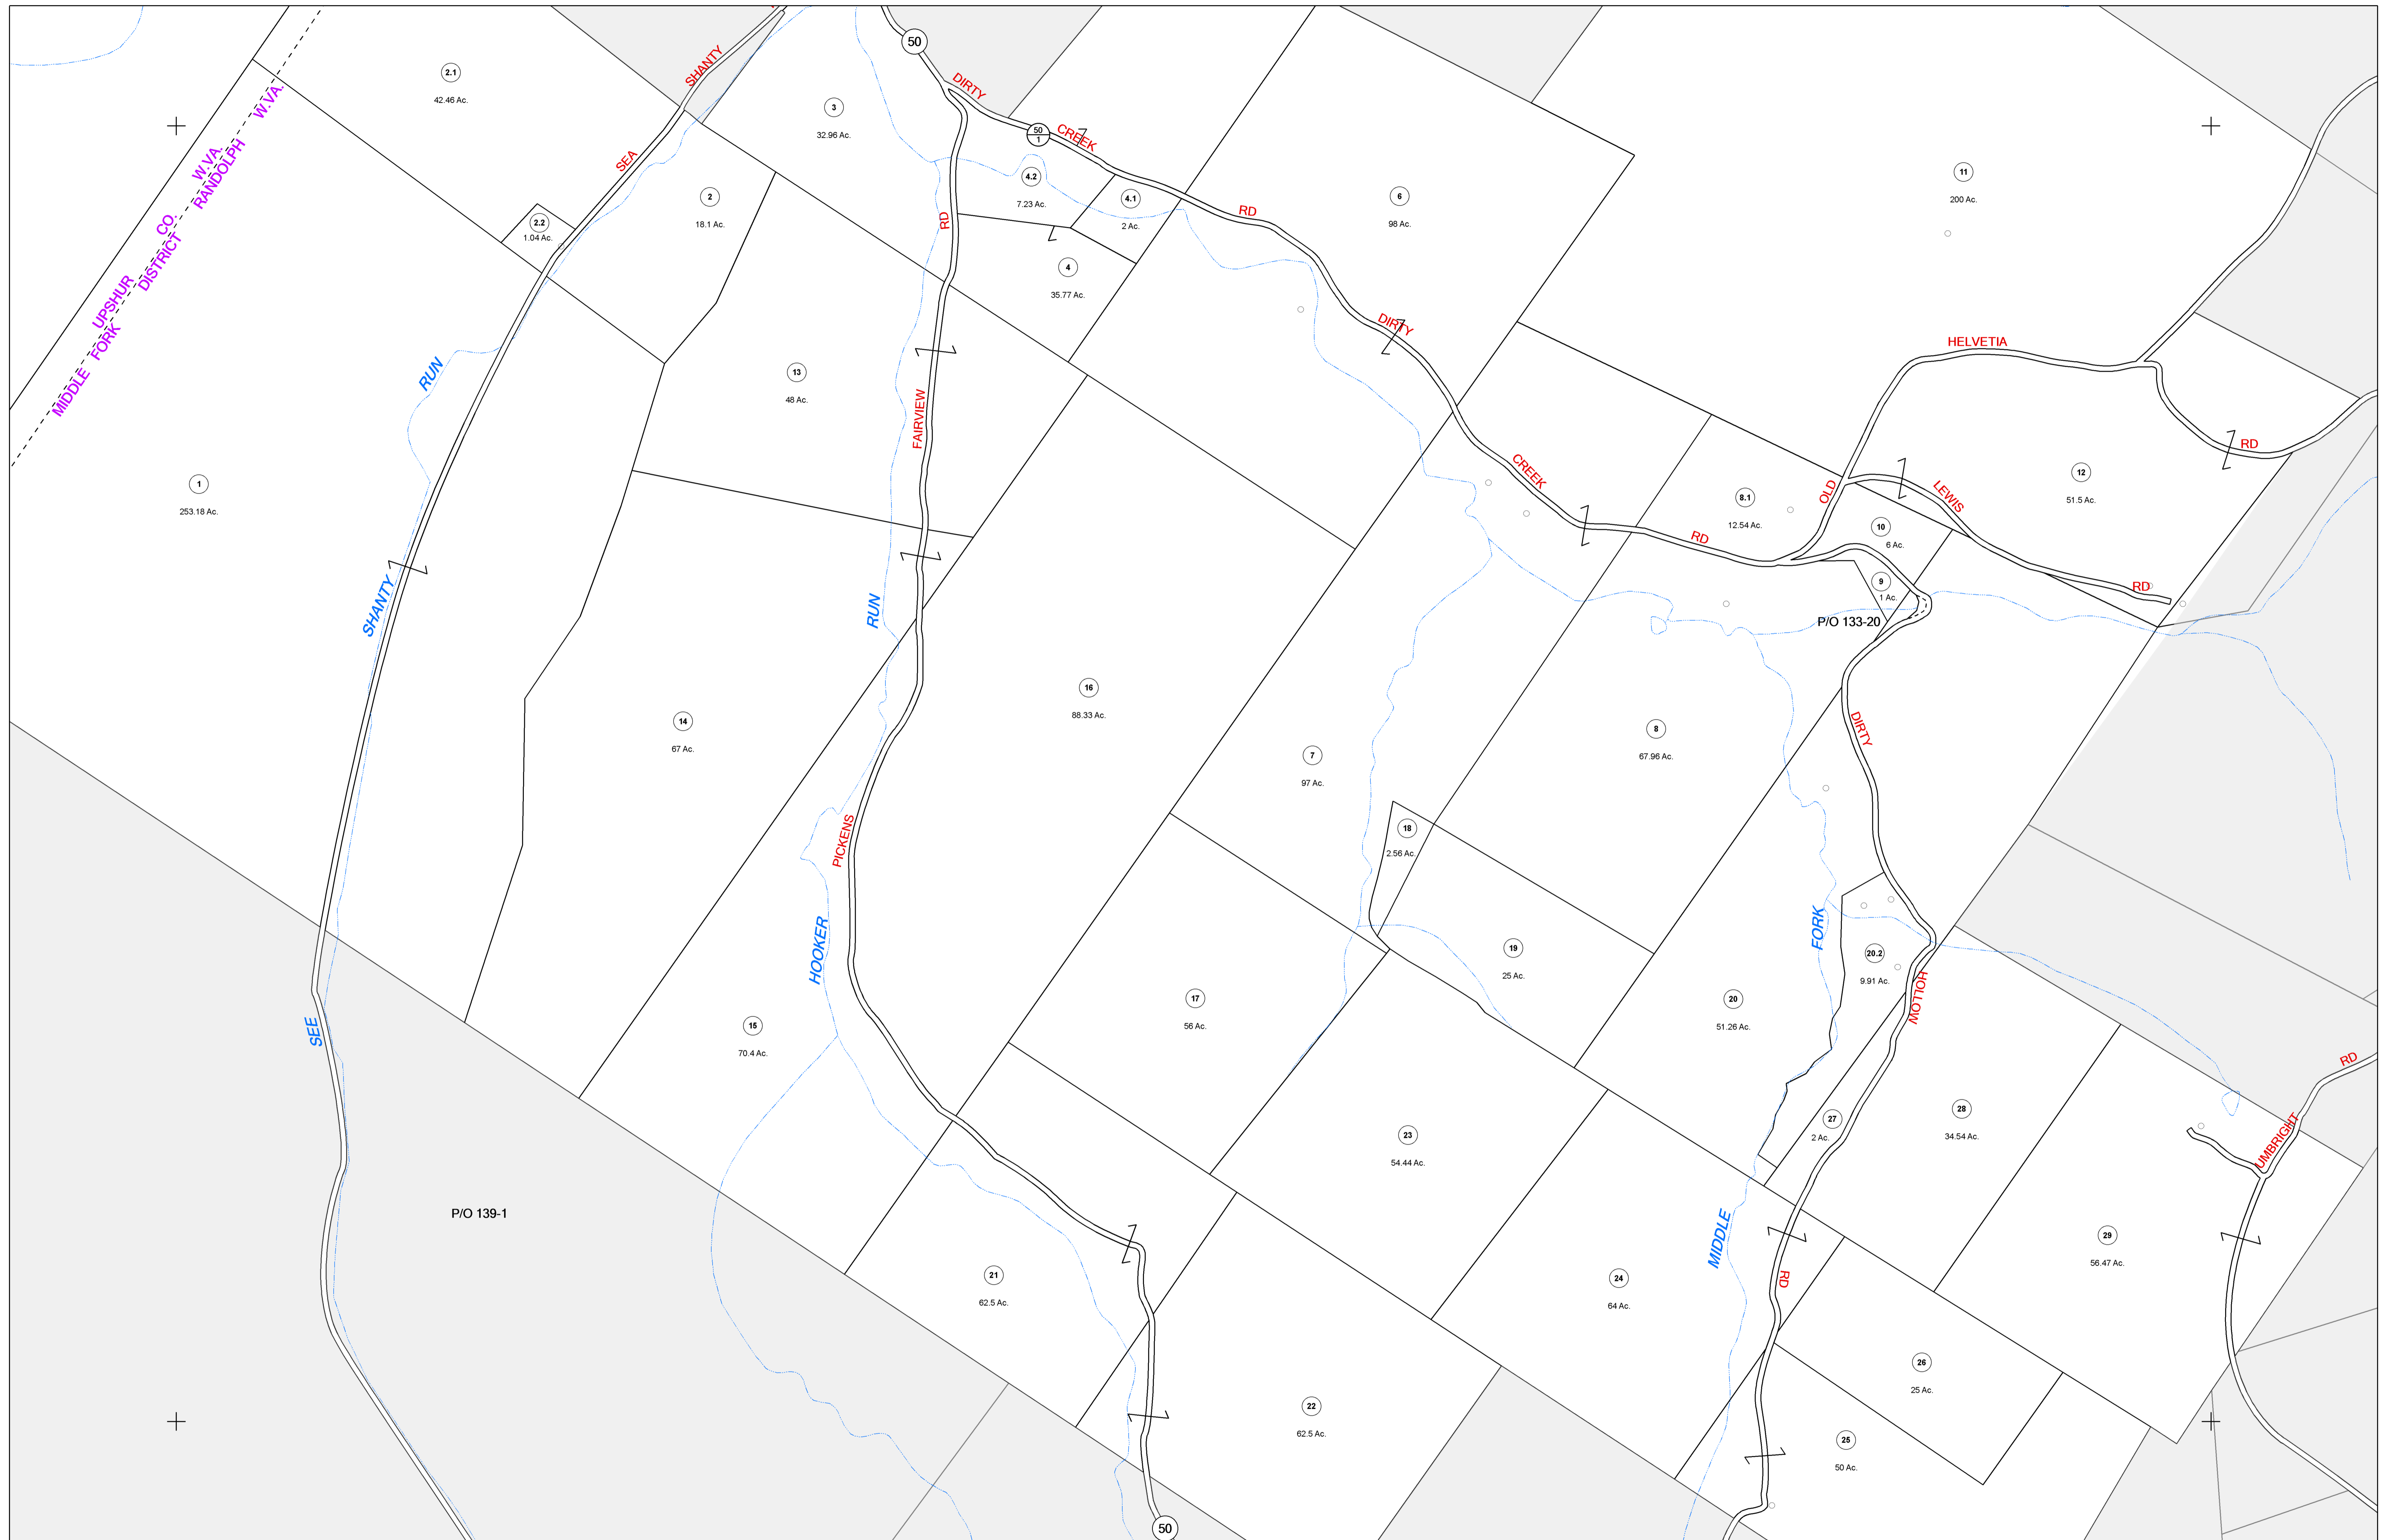 50
2.1
42.46 Ac.
SEA SHANTY
DIRTY CREEK RD
50
1
3
32.96 Ac.
UPSHUR CO. W.VA.
RANDOLPH W.VA.
MIDDLE FORK DISTRICT
11
200 Ac.
4.2
7.23 Ac.
4.1
2 Ac.
2
18.1 Ac.
6
98 Ac.
2.2
1.04 Ac.
RD
4
35.77 Ac.
DIRTY CREEK RD
OLD HELVETIA RD
RUN
13
48 Ac.
FAIRVIEW
1
253.18 Ac.
12
51.5 Ac.
8.1
12.54 Ac.
LEWIS RD
10
6 Ac.
9
1 Ac.
P/O 133-20
SHANTY
RUN
16
88.33 Ac.
14
67 Ac.
8
67.96 Ac.
7
97 Ac.
DIRTY
PICKENS
18
2.56 Ac.
HOOKER
FORK
19
25 Ac.
20.2
9.91 Ac.
17
56 Ac.
20
51.26 Ac.
HOLLOW
SEE
15
70.4 Ac.
RD
UMBRIGHT
28
34.54 Ac.
27
2 Ac.
23
54.44 Ac.
P/O 139-1
29
56.47 Ac.
MIDDLE
RD
21
62.5 Ac.
24
64 Ac.
26
25 Ac.
22
62.5 Ac.
25
50 Ac.
50